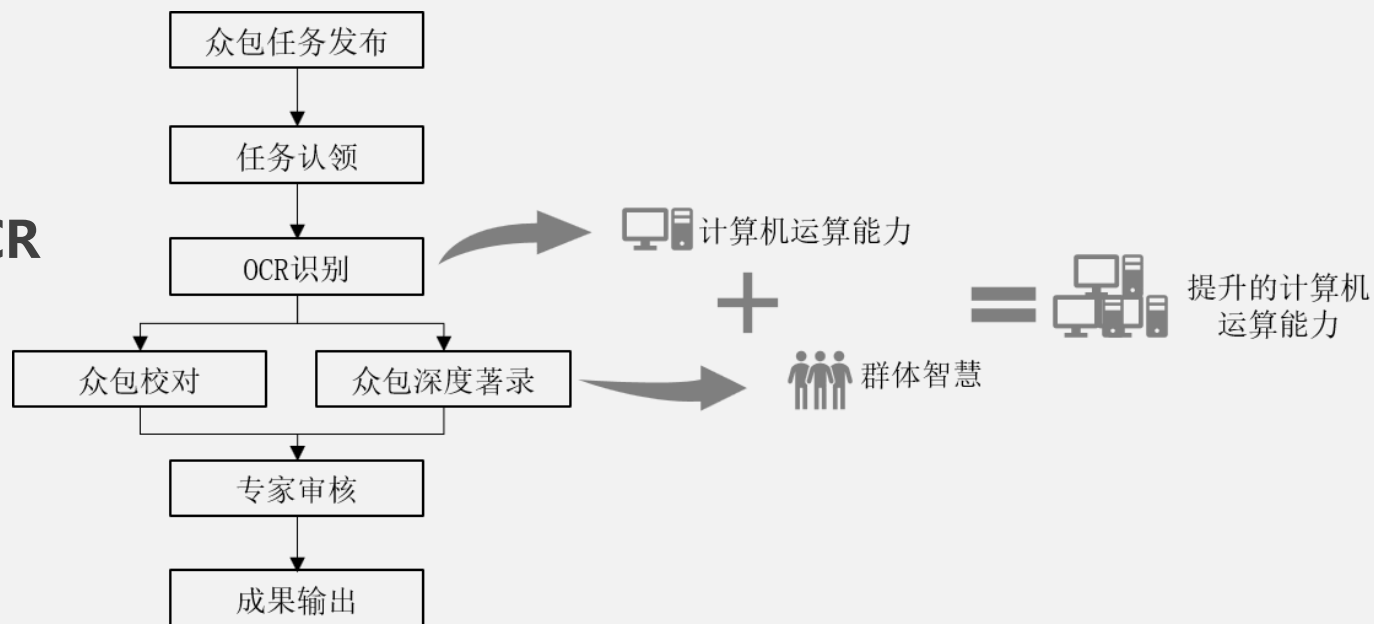 众包任务发布
任务认领
CR
OCR识别
计算机运算能力
提升的计算机
运算能力
众包校对
众包深度著录
群体智慧
专家审核
成果输出